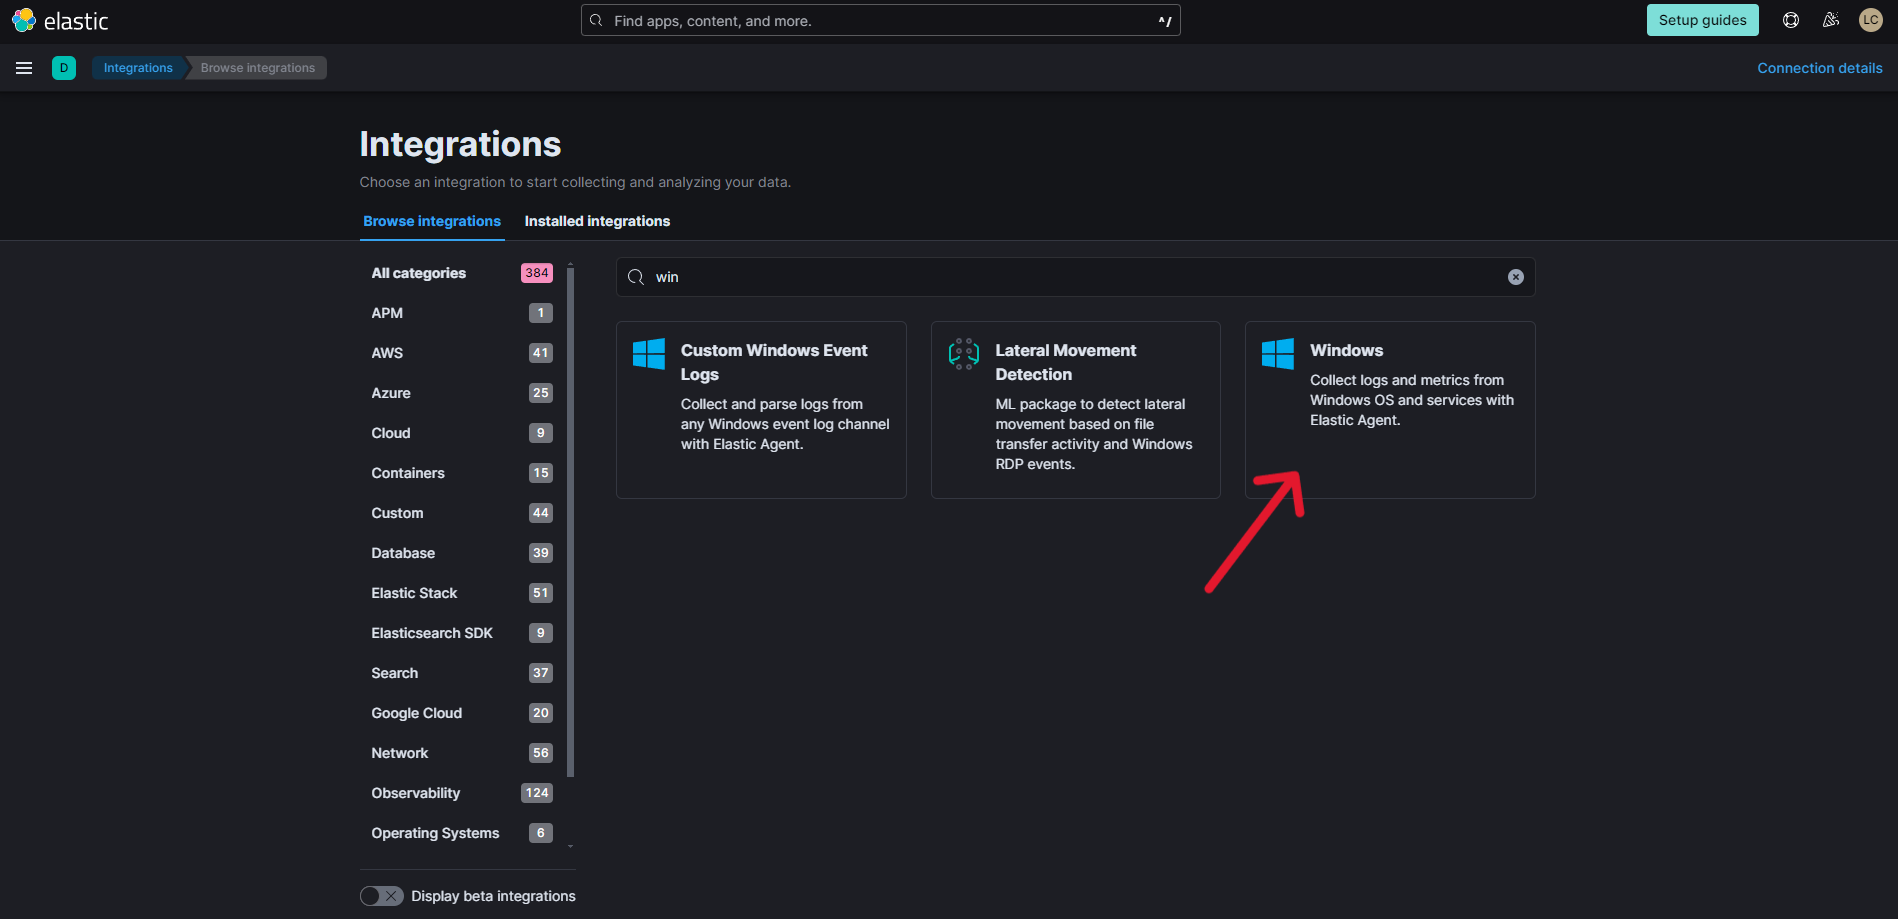 elastic
Find apps, content, and more.
^/
Setup guides
LC
D
Integrations
Browse integrations
Connection details
Integrations
Choose an integration to start collecting and analyzing your data.
Browse integrations
Installed integrations
All categories 384
APM 1
AWS 41
Azure 25
Cloud 9
Containers 15
Custom 44
Database 39
Elastic Stack 51
Elasticsearch SDK 9
Search 37
Google Cloud 20
Network 56
Observability 124
Operating Systems 6
Display beta integrations
win
Custom Windows Event
Logs
Collect and parse logs from
any Windows event log channel
with Elastic Agent.
Lateral Movement
Detection
ML package to detect lateral
movement based on file
transfer activity and Windows
RDP events.
Windows
Collect logs and metrics from
Windows OS and services with
Elastic Agent.